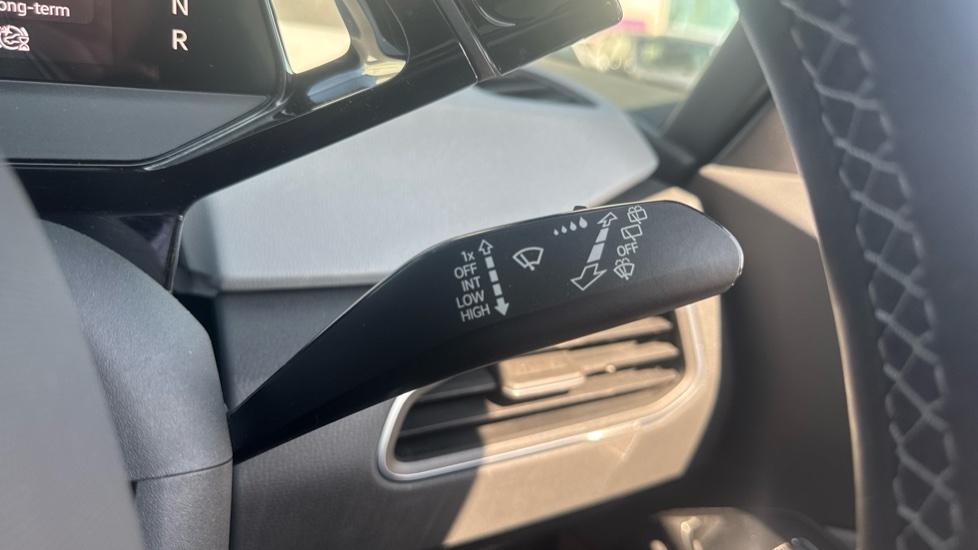 ong-term
N
R
1x
OFF
INT
LOW
HIGH
OFF